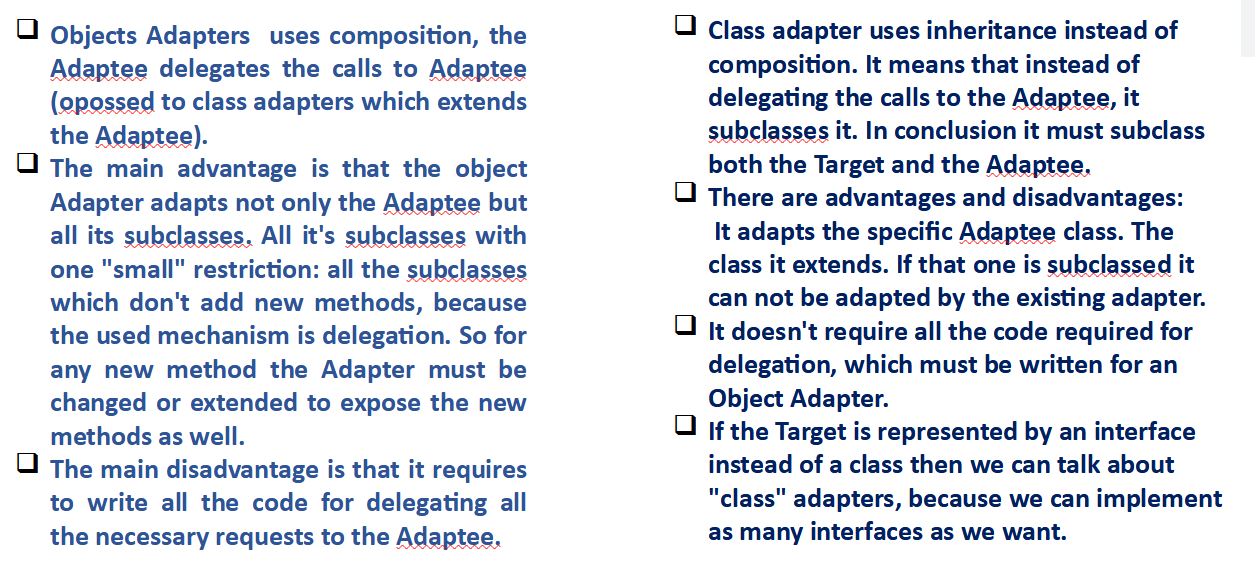 Objects Adapters uses composition, the
Adaptee delegates the calls to Adaptee
(opossed to class adapters which extends
the Adaptee).
The main advantage is that the object
Adapter adapts not only the Adaptee but
all its subclasses. All it's subclasses with
one "small" restriction: all the subclasses
which don't add new methods, because
the used mechanism is delegation. So for
any new method the Adapter must be
changed or extended to expose the new
methods as well.
The main disadvantage is that it requires
to write all the code for delegating all
the necessary requests to the Adaptee.
Class adapter uses inheritance instead of
composition. It means that instead of
delegating the calls to the Adaptee, it
subclasses it. In conclusion it must subclass
both the Target and the Adaptee.
There are advantages and disadvantages:
It adapts the specific Adaptee class. The
class it extends. If that one is subclassed it
can not be adapted by the existing adapter.
It doesn't require all the code required for
delegation, which must be written for an
Object Adapter.
If the Target is represented by an interface
instead of a class then we can talk about
"class" adapters, because we can implement
as many interfaces as we want.